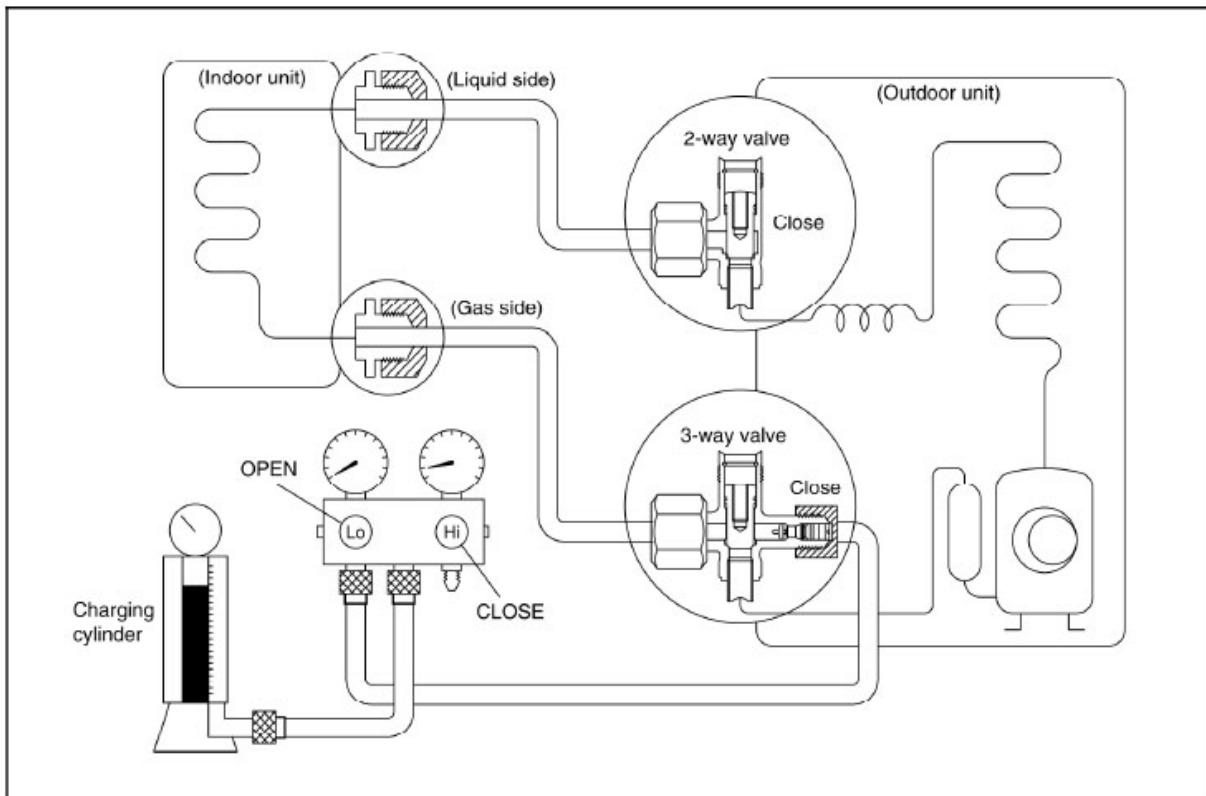 (Indoor unit)
(Liquid side)
(Outdoor unit)
2-way valve
Close
(Gas side)
3-way valve
Close
OPEN
Lo
Hi
CLOSE
Charging
cylinder